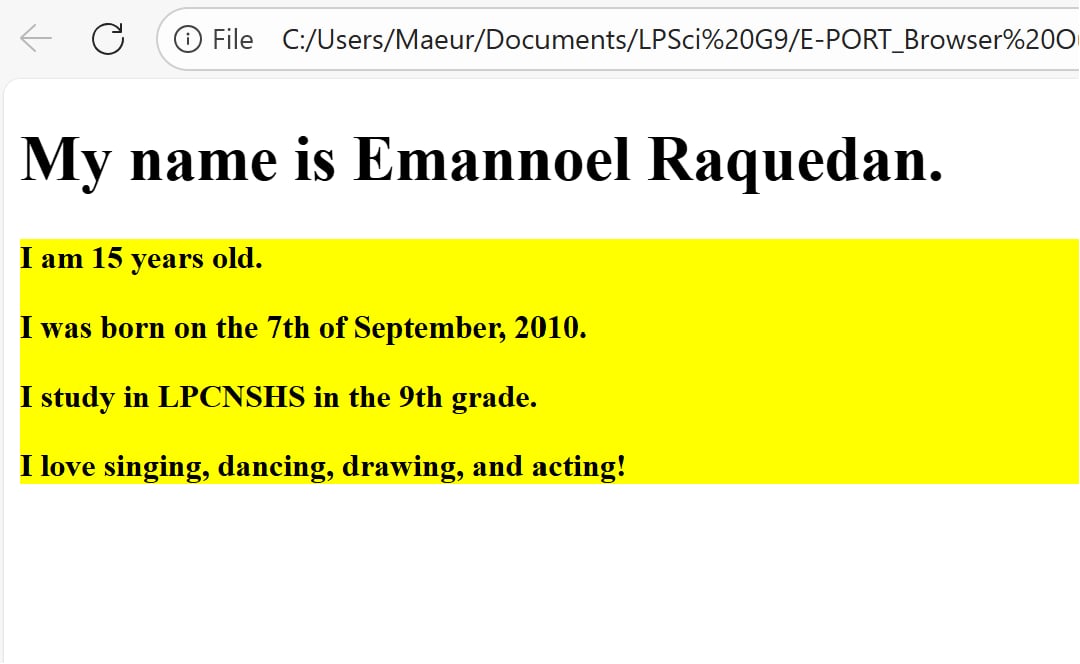 File C:/Users/Maeur/Documents/LPSci%20G9/E-PORT_Browser%20O
My name is Emannoel Raquedan.
I am 15 years old.
I was born on the 7th of September, 2010.
I study in LPCNSHS in the 9th grade.
I love singing, dancing, drawing, and acting!